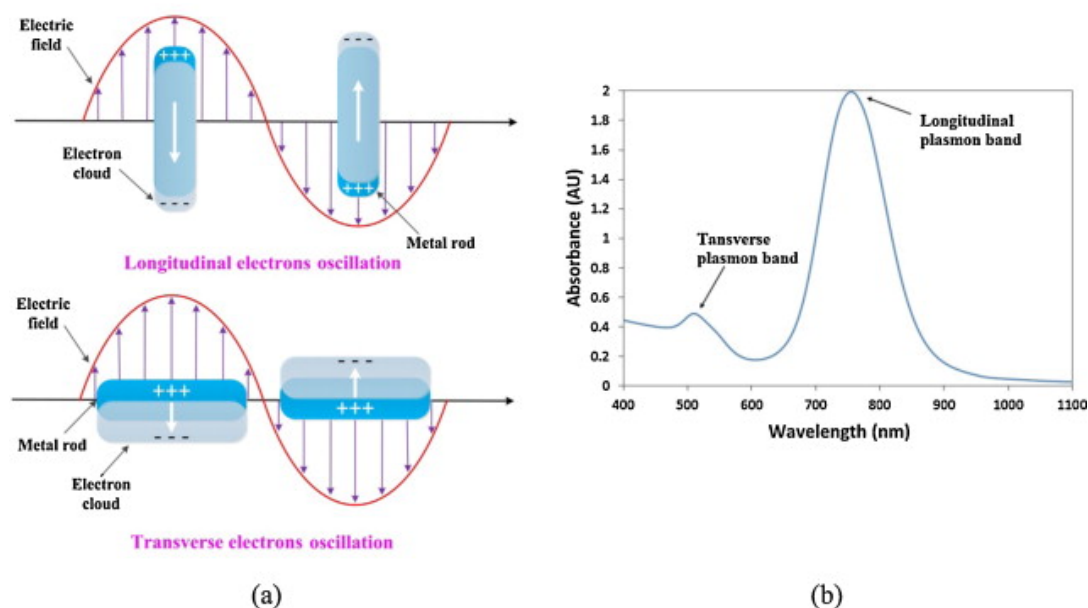 Electric
field
+++
- - -
Electron
cloud
- - -
+++
Metal rod
Longitudinal electrons oscillation
Electric
field
+++
- - -
Metal rod
Electron
cloud
- - -
+++
Transverse electrons oscillation
(a)
Absorbance (AU)
2
1.8
1.6
1.4
1.2
1
0.8
0.6
0.4
0.2
0
400 500 600 700 800 900 1000 1100
Wavelength (nm)
Longitudinal
plasmon band
Tansverse
plasmon band
(b)